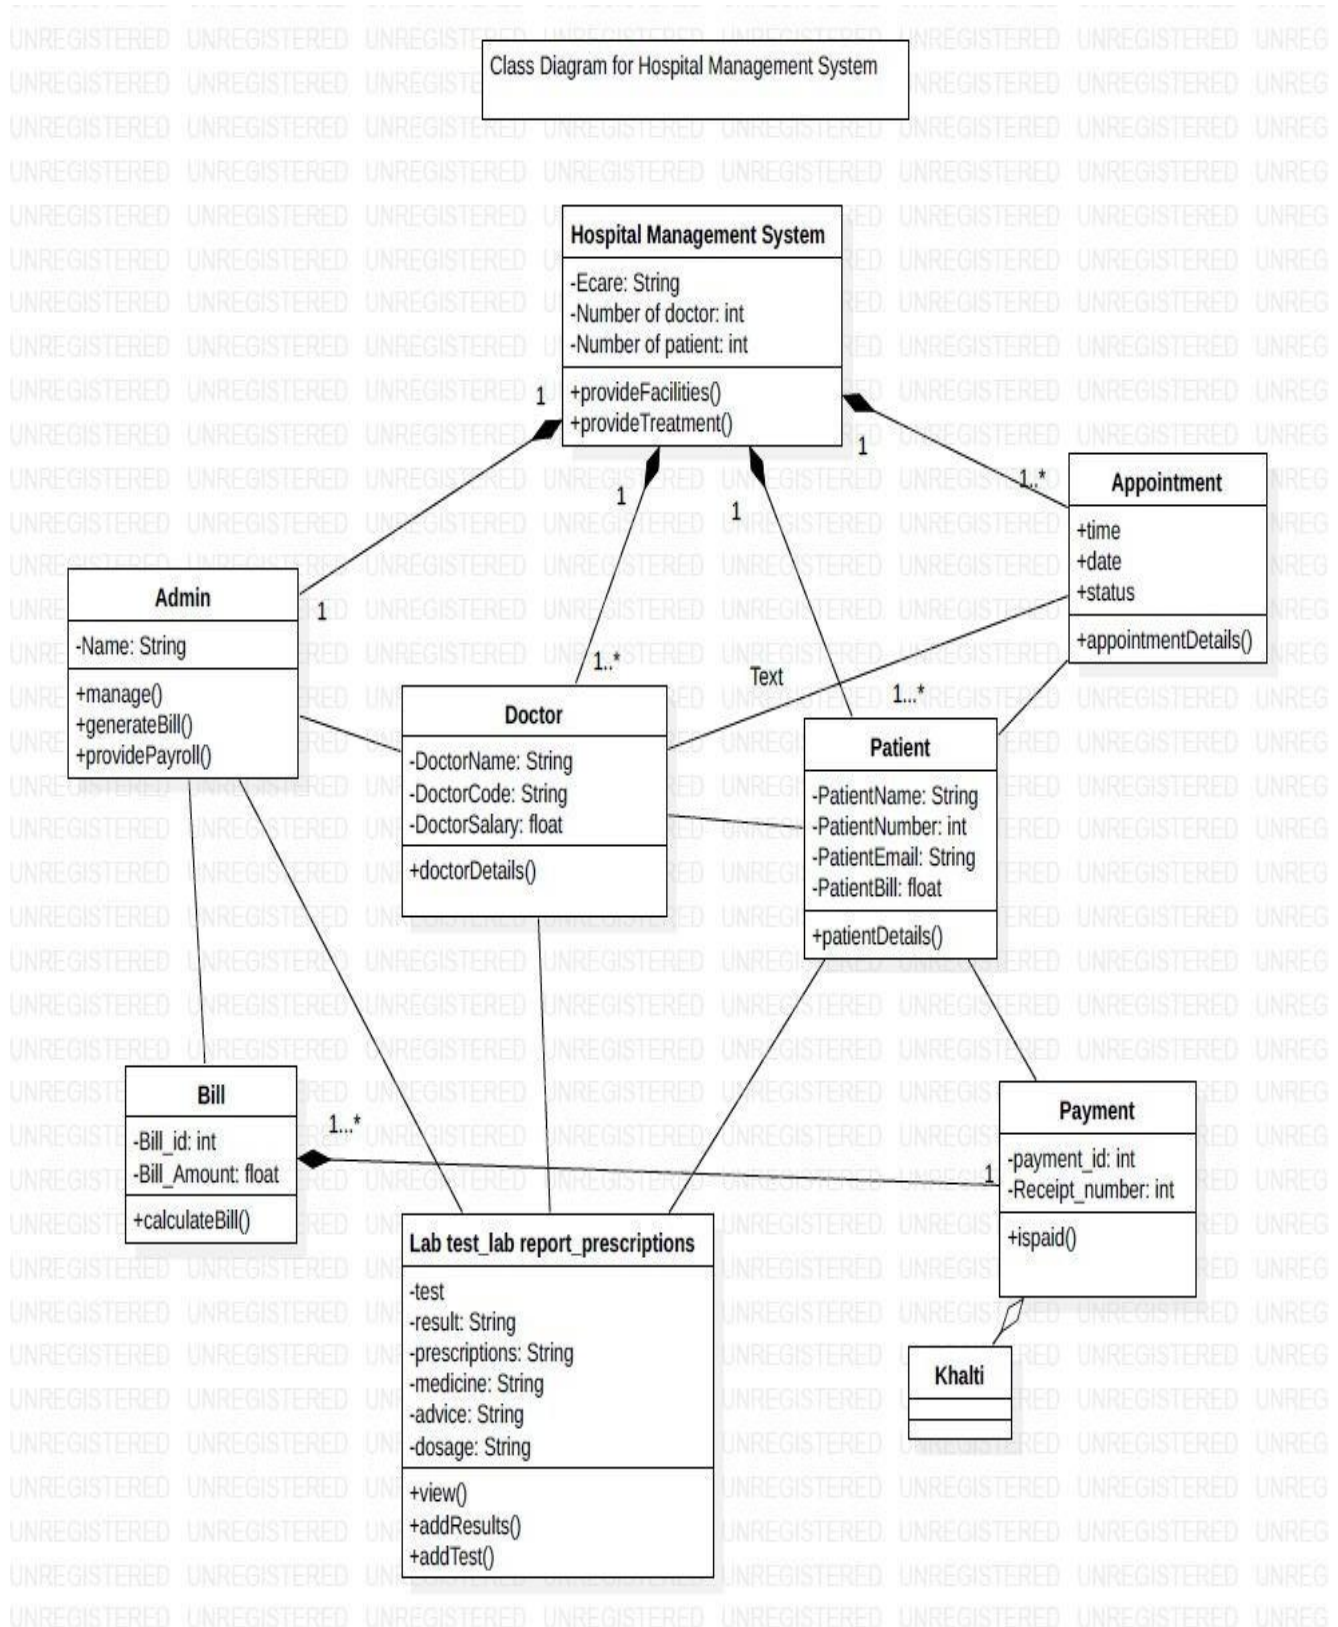 Class Diagram for Hospital Management System
Hospital Management System
-Ecare: String
-Number of doctor: int
-Number of patient: int
+provideFacilities()
+provideTreatment()
1
1
1
1
1..*
Appointment
+time
+date
+status
+appointmentDetails()
Admin
-Name: String
+manage()
+generateBill()
+providePayroll()
1
1..*
Text
1...*
Doctor
-DoctorName: String
-DoctorCode: String
-DoctorSalary: float
+doctorDetails()
Patient
-PatientName: String
-PatientNumber: int
-PatientEmail: String
-PatientBill: float
+patientDetails()
Bill
-Bill_id: int
-Bill_Amount: float
+calculateBill()
1...*
1
Payment
-payment_id: int
-Receipt_number: int
+ispaid()
Lab test_lab report_prescriptions
-test
-result: String
-prescriptions: String
-medicine: String
-advice: String
-dosage: String
+view()
+addResults()
+addTest()
Khalti
UNREGISTERED